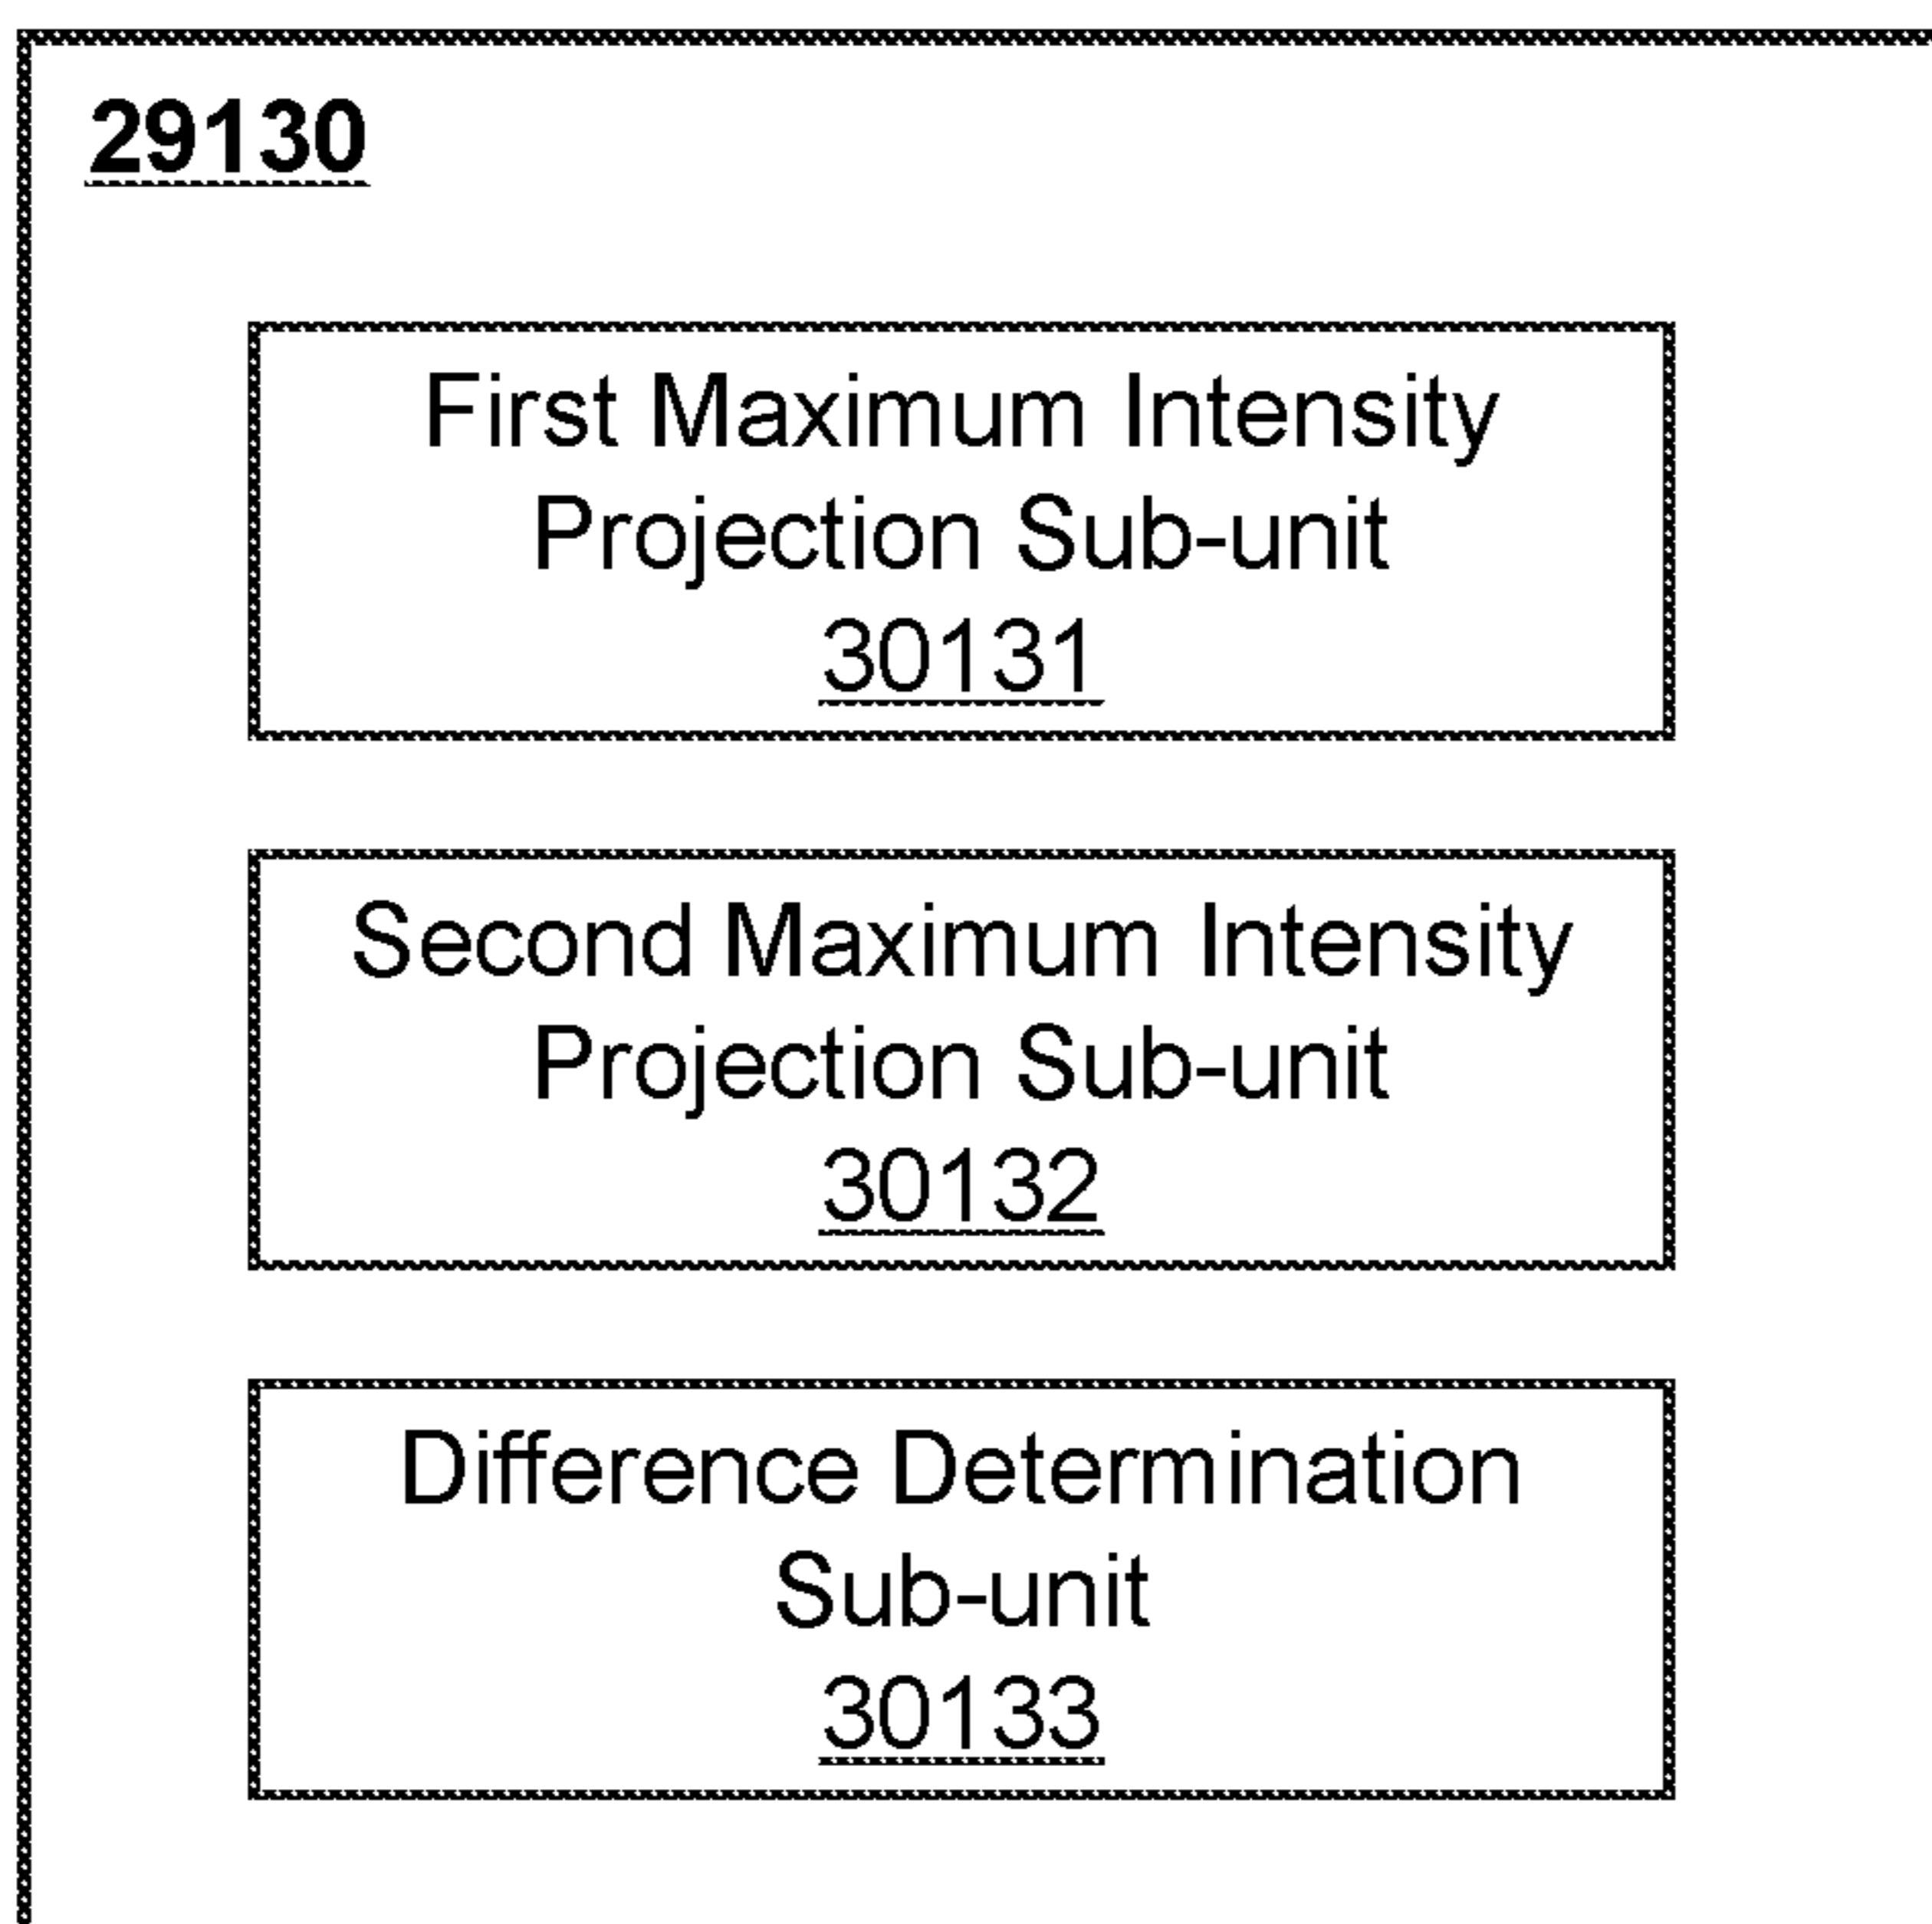 29130
First Maximum Intensity
Projection Sub-unit
30131
Second Maximum Intensity
Projection Sub-unit
30132
Difference Determination
Sub-unit
30133